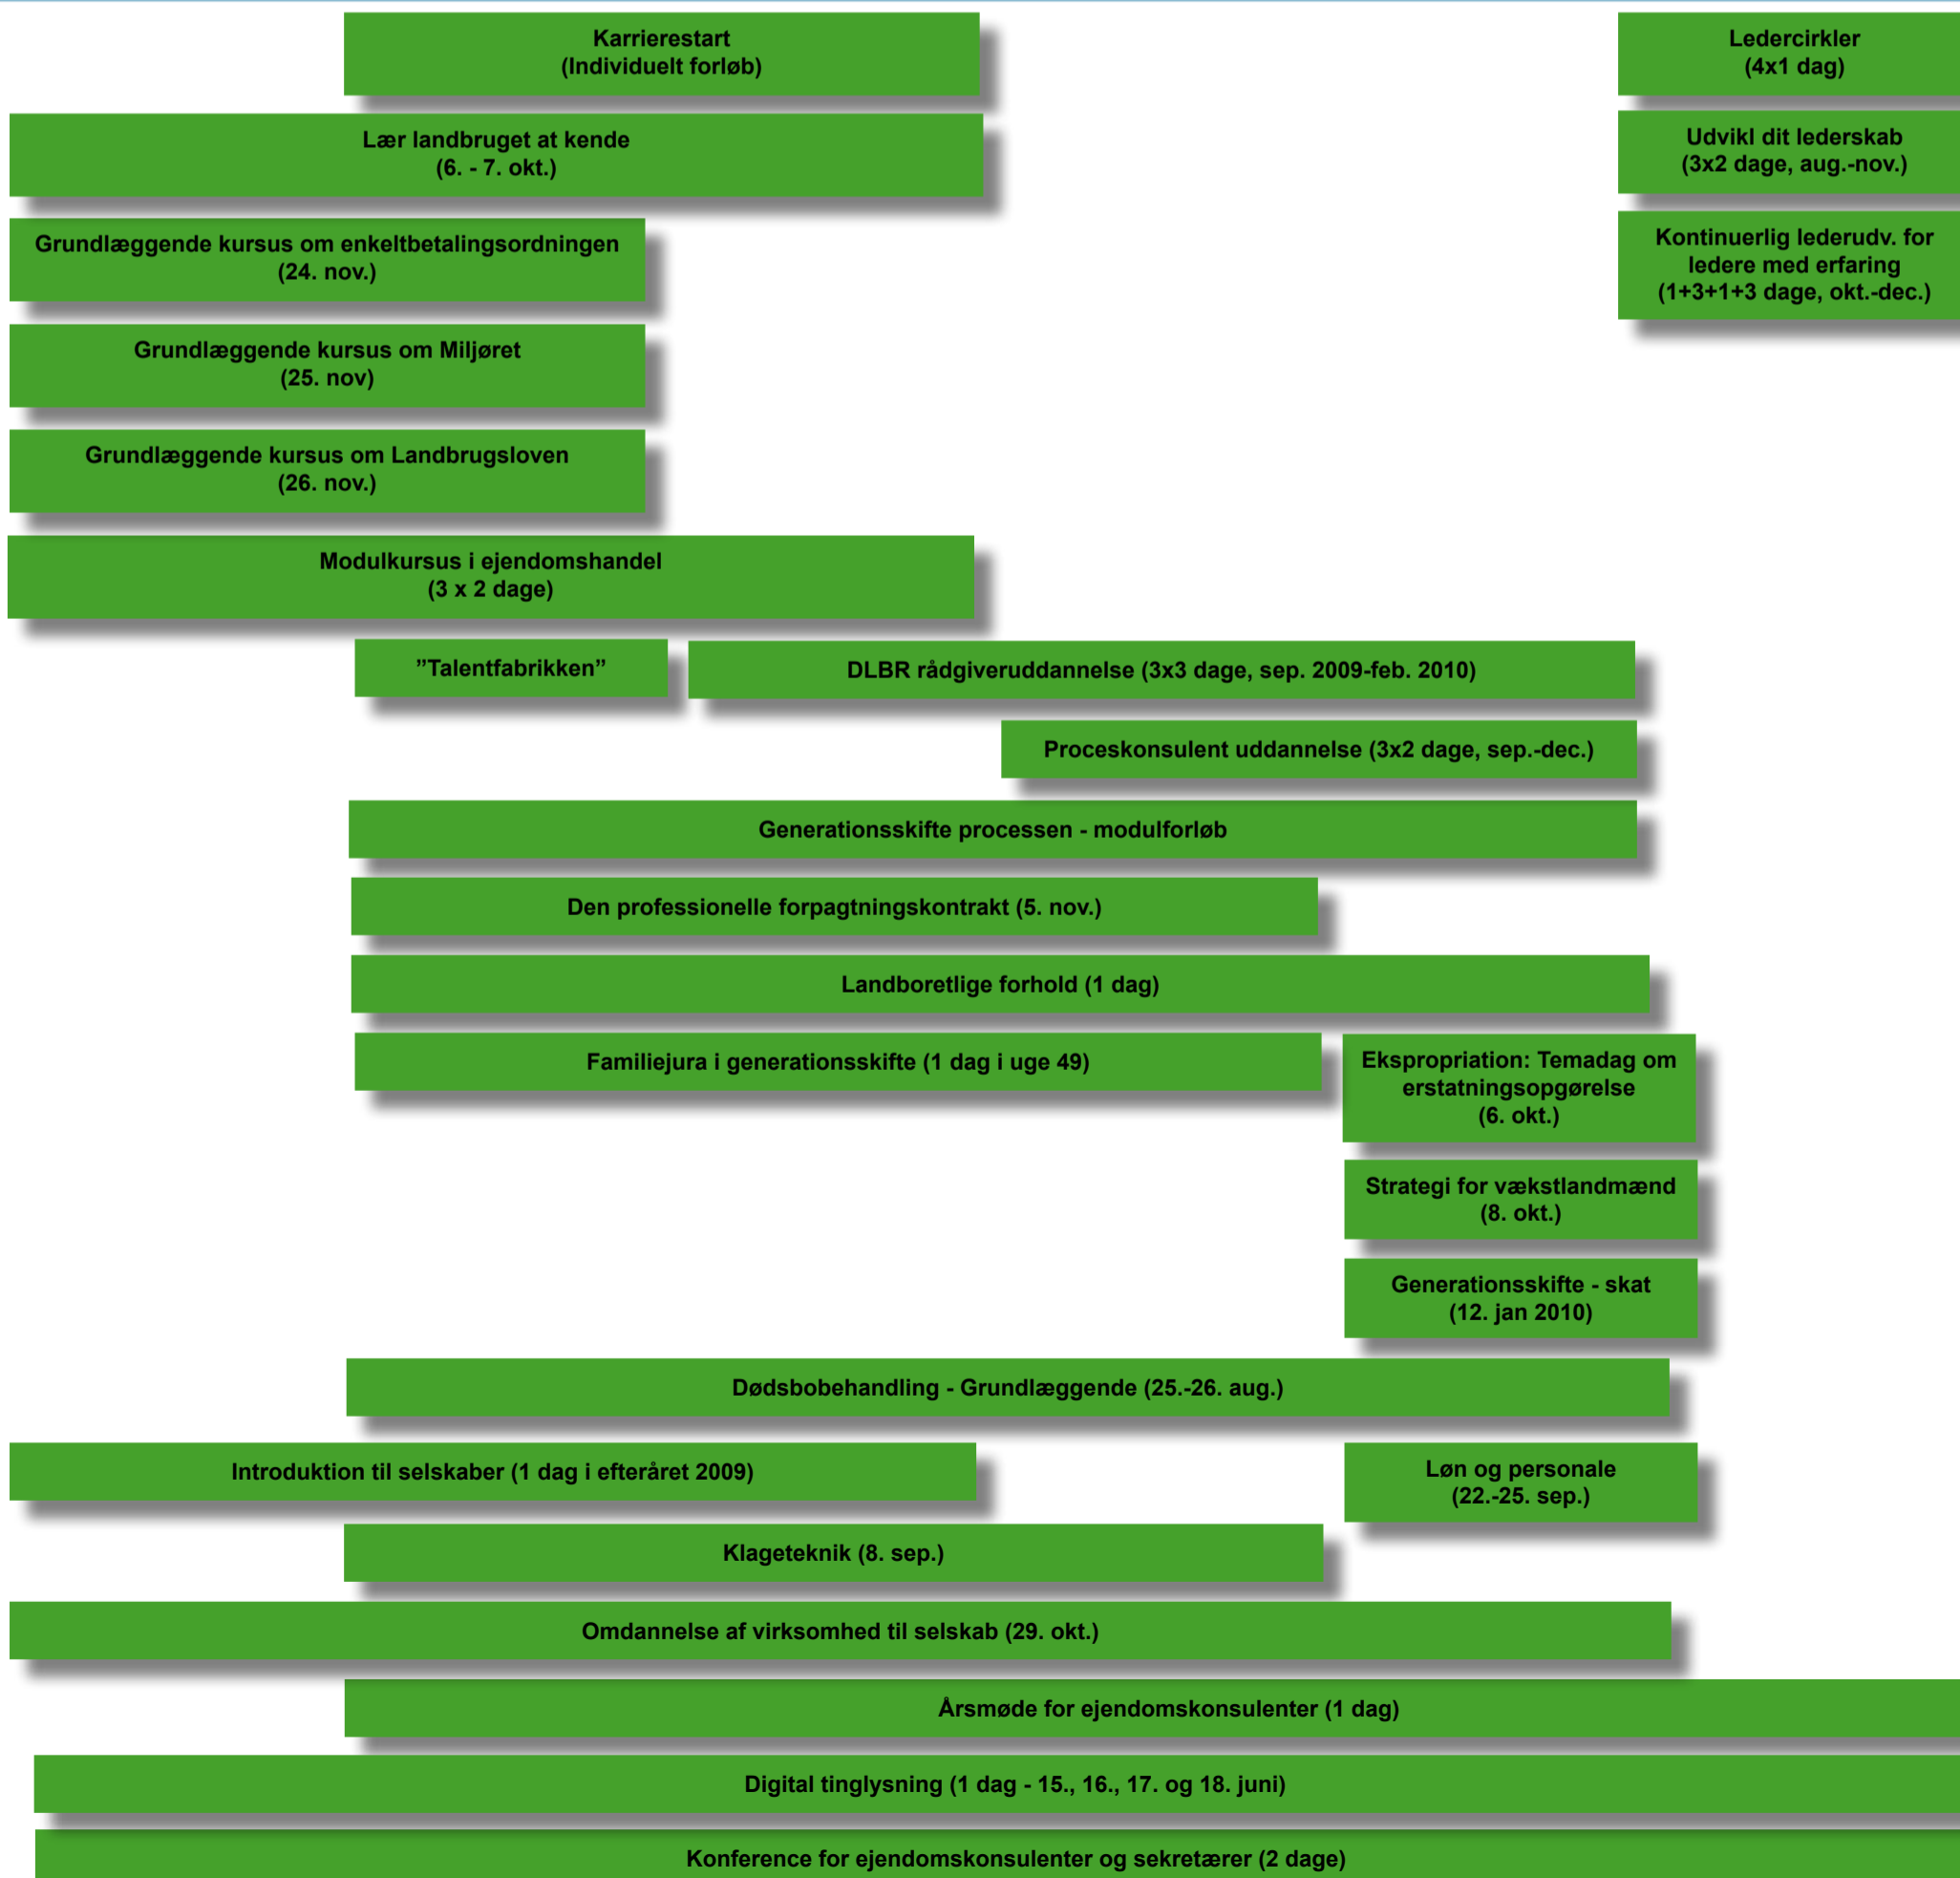 Karrierestart
(Individuelt forløb)
Ledercirkler
(4x1 dag)
Lær landbruget at kende
(6. - 7. okt.)
Udvikl dit lederskab
(3x2 dage, aug.-nov.)
Grundlæggende kursus om enkeltbetalingsordningen
(24. nov.)
Kontinuerlig lederudv. for
ledere med erfaring
(1+3+1+3 dage, okt.-dec.)
Grundlæggende kursus om Miljøret
(25. nov)
Grundlæggende kursus om Landbrugsloven
(26. nov.)
Modulkursus i ejendomshandel
(3 x 2 dage)
”Talentfabrikken”
DLBR rådgiveruddannelse (3x3 dage, sep. 2009-feb. 2010)
Proceskonsulent uddannelse (3x2 dage, sep.-dec.)
Generationsskifte processen - modulforløb
Den professionelle forpagtningskontrakt (5. nov.)
Landboretlige forhold (1 dag)
Familiejura i generationsskifte (1 dag i uge 49)
Ekspropriation: Temadag om
erstatningsopgørelse
(6. okt.)
Strategi for vækstlandmænd
(8. okt.)
Generationsskifte - skat
(12. jan 2010)
Dødsbobehandling - Grundlæggende (25.-26. aug.)
Introduktion til selskaber (1 dag i efteråret 2009)
Løn og personale
(22.-25. sep.)
Klageteknik (8. sep.)
Omdannelse af virksomhed til selskab (29. okt.)
Årsmøde for ejendomskonsulenter (1 dag)
Digital tinglysning (1 dag - 15., 16., 17. og 18. juni)
Konference for ejendomskonsulenter og sekretærer (2 dage)